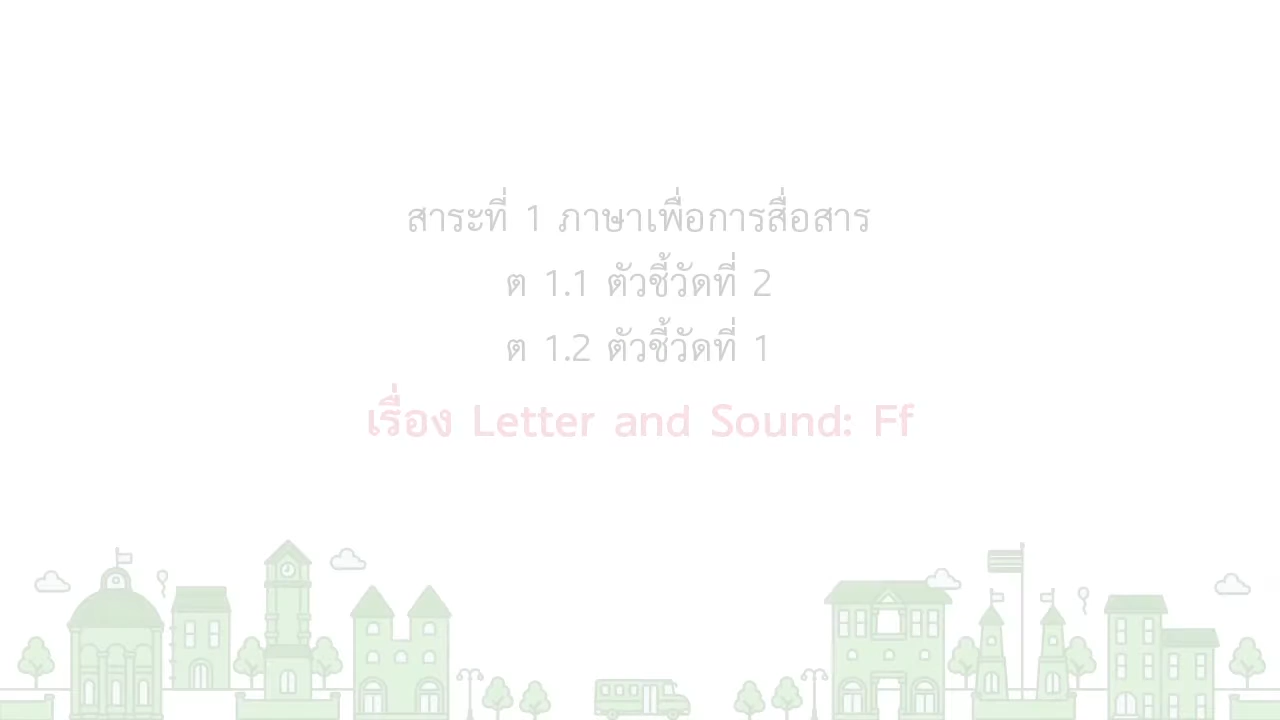 สาระที่ 1 ภาษาเพื่อการสื่อสาร
ต 1.1 ตัวชี้วัดที่ 2
ต 1.2 ตัวชี้วัดที่ 1
เรื่อง Letter and Sound: Ff